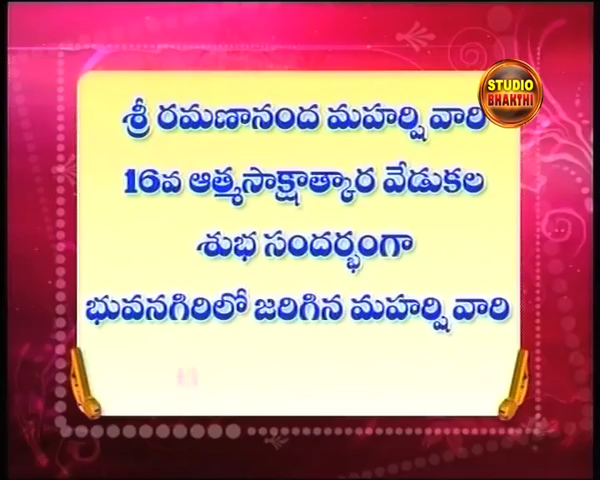 STUDIO
BHAKTHI
శ్రీ రమణానంద మహర్షి వారి
16వ ఆత్మసాక్షాత్కార వేడుకల
శుభ సందర్భంగా
భువనగిరిలో జరిగిన మహర్షి వారి